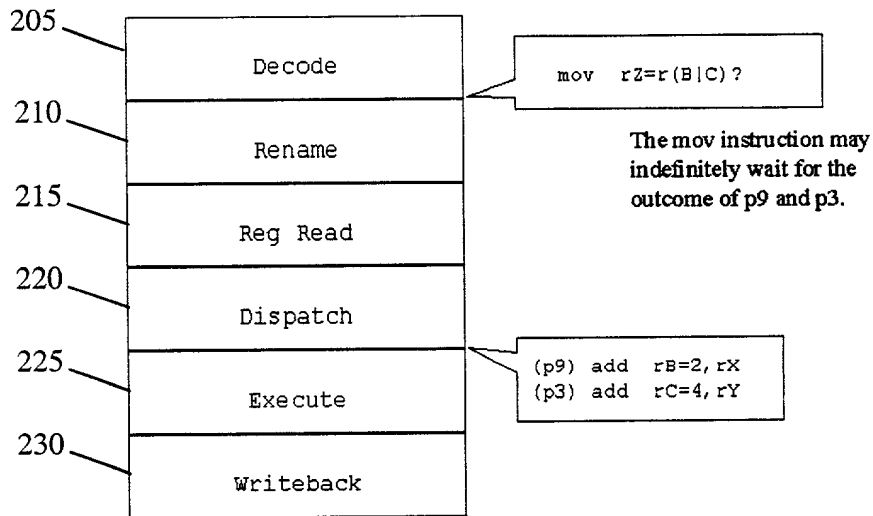 205
Decode
mov rZ=r(B|C)?
210
Rename
The mov instruction may
indefinitely wait for the
outcome of p9 and p3.
215
Reg Read
220
Dispatch
(p9) add rB=2,rX
(p3) add rC=4,rY
225
Execute
230
Writeback